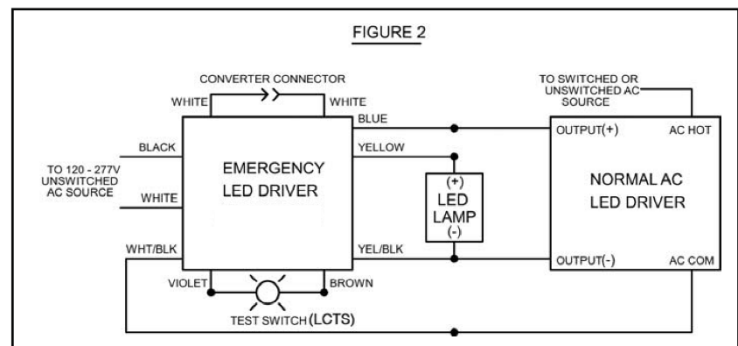 FIGURE 2
CONVERTER CONNECTOR
WHITE
WHITE
TO SWITCHED OR
UNSWITCHED AC
SOURCE
BLUE
OUTPUT(+)
AC HOT
BLACK
YELLOW
TO 120 - 277V
UNSWITCHED
AC SOURCE
EMERGENCY
LED DRIVER
(+)
LED
LAMP
(-)
NORMAL AC
LED DRIVER
WHITE
WHT/BLK
YEL/BLK
OUTPUT(-)
AC COM
VIOLET
BROWN
TEST SWITCH (LCTS)